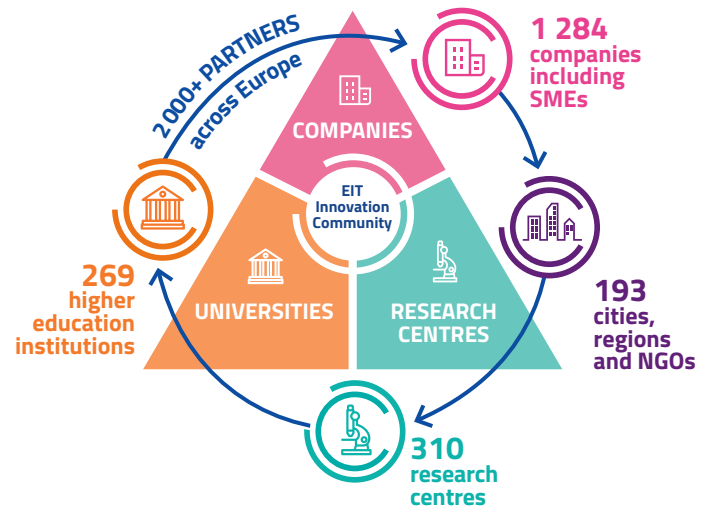 2 000+ PARTNERS
across Europe
1 284
companies
including
SMEs
COMPANIES
EIT
Innovation
Community
UNIVERSITIES
RESEARCH
CENTRES
269
higher
education
institutions
193
cities,
regions
and NGOs
310
research
centres